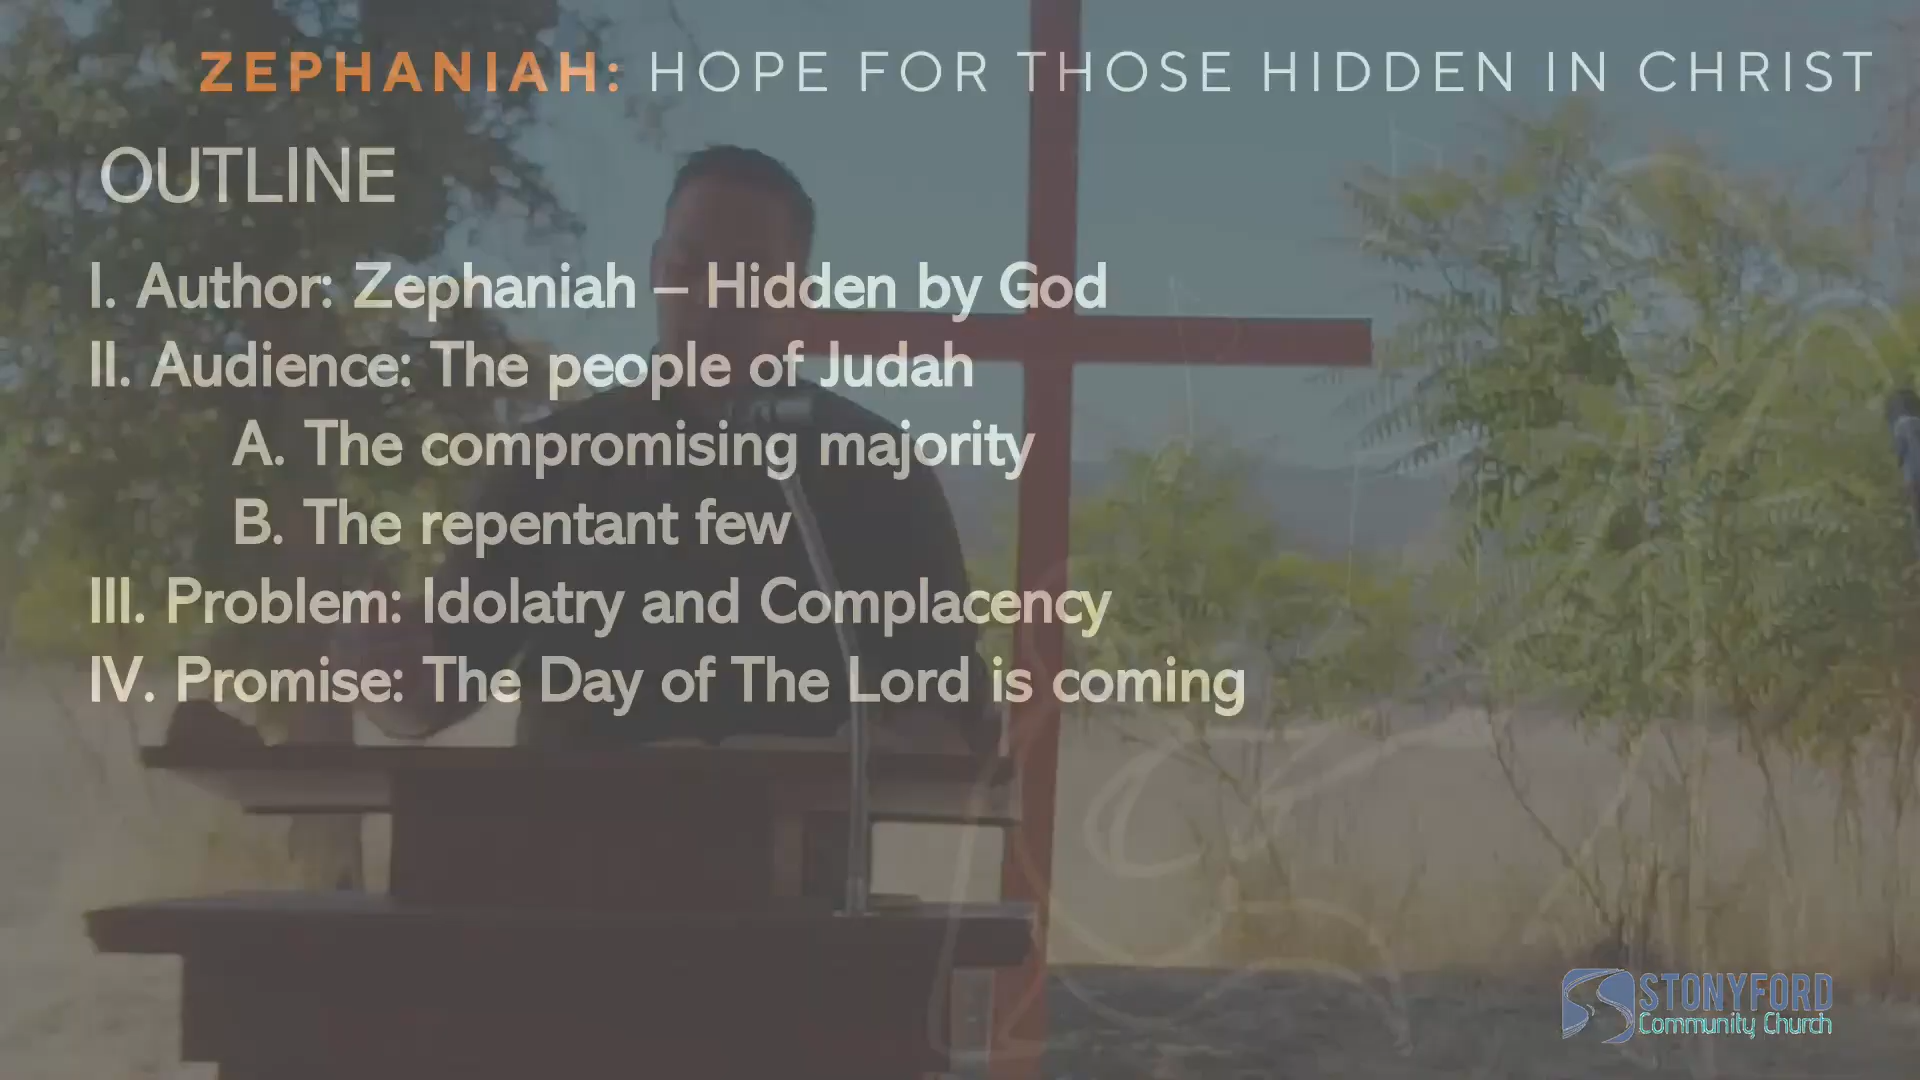 ZEPHANIAH: HOPE FOR THOSE HIDDEN IN CHRIST
OUTLINE
I. Author: Zephaniah – Hidden by God
II. Audience: The people of Judah
A. The compromising majority
B. The repentant few
III. Problem: Idolatry and Complacency
IV. Promise: The Day of The Lord is coming
STONYFORD
Community Church